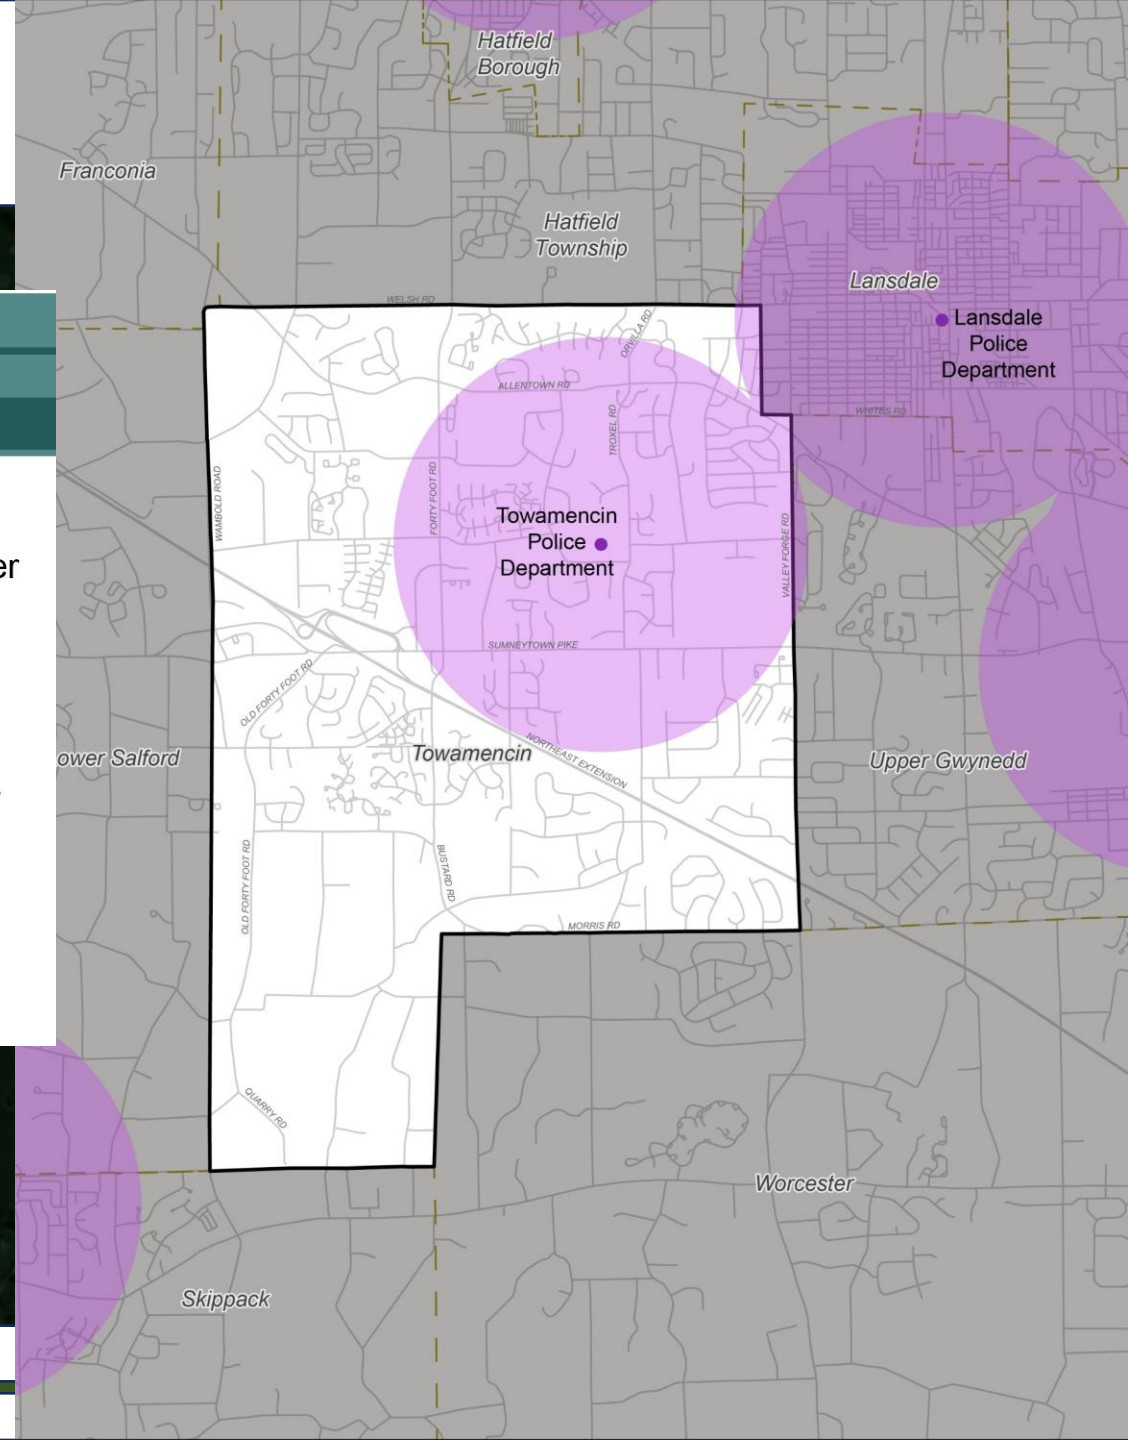 Hatfield
Borough
Franconia
Hatfield
Township
Lansdale
WELSH RD
ORVILLA RD
Lansdale
Police
Department
ALLENTOWN RD
TROXEL RD
WHITES RD
WAMBOLD ROAD
FORTY FOOT RD
Towamencin
Police
Department
VALLEY FORGE RD
er
SUMNEYTOWN PIKE
OLD FORTY FOOT RD
ower Salford
Towamencin
NORTHEAST EXTENSION
Upper Gwynedd
OLD FORTY FOOT RD
BUSTARD RD
MORRIS RD
QUARRY RD
Worcester
Skippack